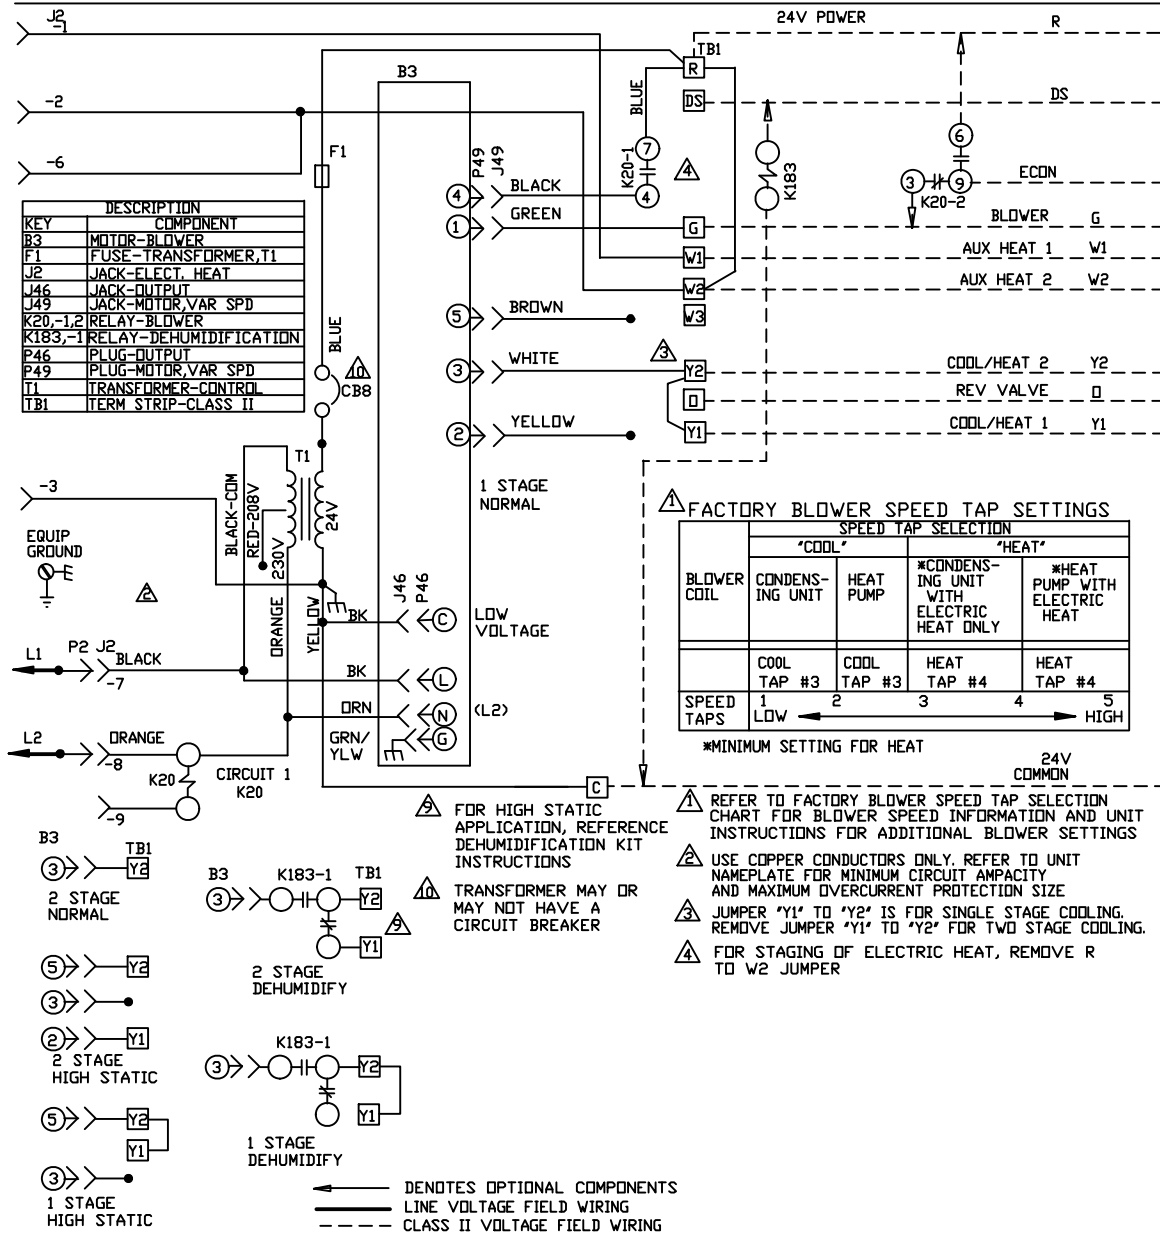 J2
-1
24V POWER
R
TB1
B3
R
-2
BLUE
DS
DS
F1
-6
P49
J49
K20-1
7
4
4
K183
6
3
9
K20-2
ECON
4
BLACK
1
GREEN
G
BLOWER G
W1
AUX HEAT 1 W1
W2
AUX HEAT 2 W2
W3
DESCRIPTION
KEY COMPONENT
B3 MOTOR-BLOWER
F1 FUSE-TRANSFORMER,T1
J2 JACK-ELECT. HEAT
J46 JACK-OUTPUT
J49 JACK-MOTOR,VAR SPD
K20,-1,2 RELAY-BLOWER
K183,-1 RELAY-DEHUMIDIFICATION
P46 PLUG-OUTPUT
P49 PLUG-MOTOR,VAR SPD
T1 TRANSFORMER-CONTROL
TB1 TERM STRIP-CLASS II
BLUE
10
CB8
5
BROWN
3
WHITE
3
Y2
COOL/HEAT 2 Y2
O
REV VALVE O
2
YELLOW
Y1
COOL/HEAT 1 Y1
T1
BLACK-COM
RED-208V
230V
24V
1 STAGE
NORMAL
-3
EQUIP
GROUND
2
ORANGE
YELLOW
J46
P46
BK
C
LOW
VOLTAGE
L1
P2 J2
BLACK
-7
BK
L
ORN
N
(L2)
GRN/
YLW
G
L2
ORANGE
-8
K20
CIRCUIT 1
K20
-9
C
24V
COMMON
1
FACTORY BLOWER SPEED TAP SETTINGS
SPEED TAP SELECTION
"COOL" "HEAT"
BLOWER
COIL
CONDENS-
ING UNIT
HEAT
PUMP
*CONDENS-
ING UNIT
WITH
ELECTRIC
HEAT ONLY
*HEAT
PUMP WITH
ELECTRIC
HEAT
COOL
TAP #3
COOL
TAP #3
HEAT
TAP #4
HEAT
TAP #4
SPEED
TAPS
1 2 3 4 5
LOW HIGH
*MINIMUM SETTING FOR HEAT
9
FOR HIGH STATIC
APPLICATION, REFERENCE
DEHUMIDIFICATION KIT
INSTRUCTIONS
10
TRANSFORMER MAY OR
MAY NOT HAVE A
CIRCUIT BREAKER
1
REFER TO FACTORY BLOWER SPEED TAP SELECTION
CHART FOR BLOWER SPEED INFORMATION AND UNIT
INSTRUCTIONS FOR ADDITIONAL BLOWER SETTINGS
2
USE COPPER CONDUCTORS ONLY. REFER TO UNIT
NAMEPLATE FOR MINIMUM CIRCUIT AMPACITY
AND MAXIMUM OVERCURRENT PROTECTION SIZE
3
JUMPER "Y1" TO "Y2" IS FOR SINGLE STAGE COOLING.
REMOVE JUMPER "Y1" TO "Y2" FOR TWO STAGE COOLING.
4
FOR STAGING OF ELECTRIC HEAT, REMOVE R
TO W2 JUMPER
B3
TB1
3
Y2
2 STAGE
NORMAL
5
Y2
3
2
Y1
2 STAGE
HIGH STATIC
5
Y2
Y1
3
1 STAGE
HIGH STATIC
B3
K183-1
TB1
3
Y2
Y1
9
2 STAGE
DEHUMIDIFY
K183-1
3
Y2
Y1
1 STAGE
DEHUMIDIFY
DENOTES OPTIONAL COMPONENTS
LINE VOLTAGE FIELD WIRING
CLASS II VOLTAGE FIELD WIRING